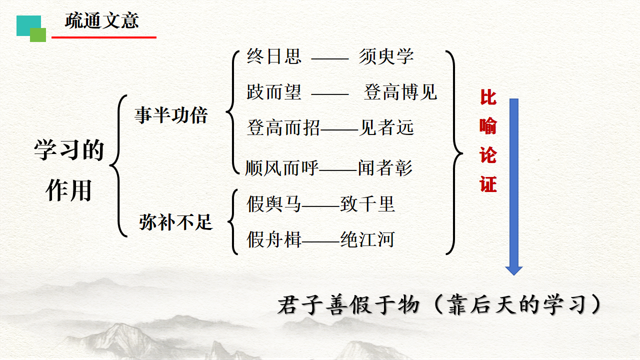 疏通文意
学习的
作用
事半功倍
终日思 —— 须臾学
跂而望 —— 登高博见
登高而招——见者远
顺风而呼——闻者彰
弥补不足
假舆马——致千里
假舟楫——绝江河
比喻论证
君子善假于物（靠后天的学习）